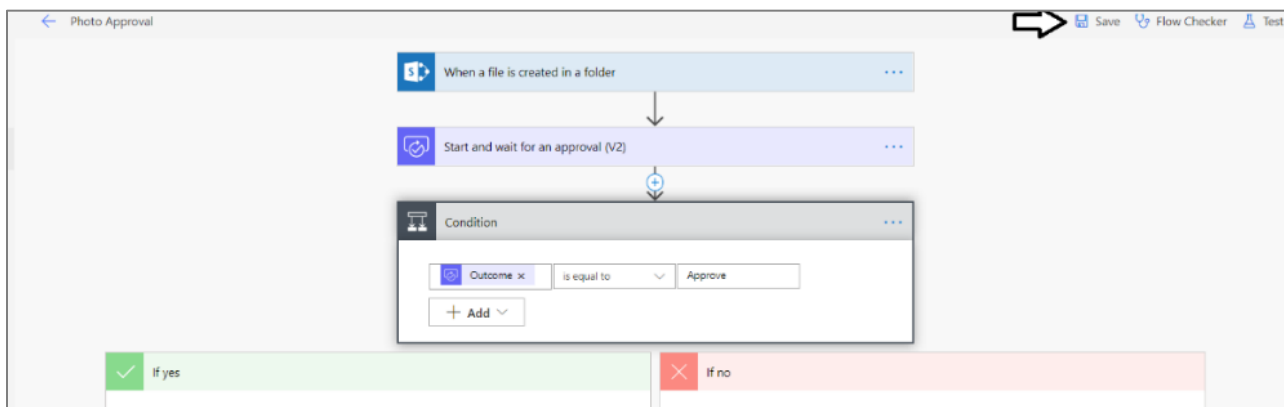 Photo Approval
Save Flow Checker Test
When a file is created in a folder
Start and wait for an approval (V2)
Condition
Outcome x is equal to Approve
+ Add
If yes
If no